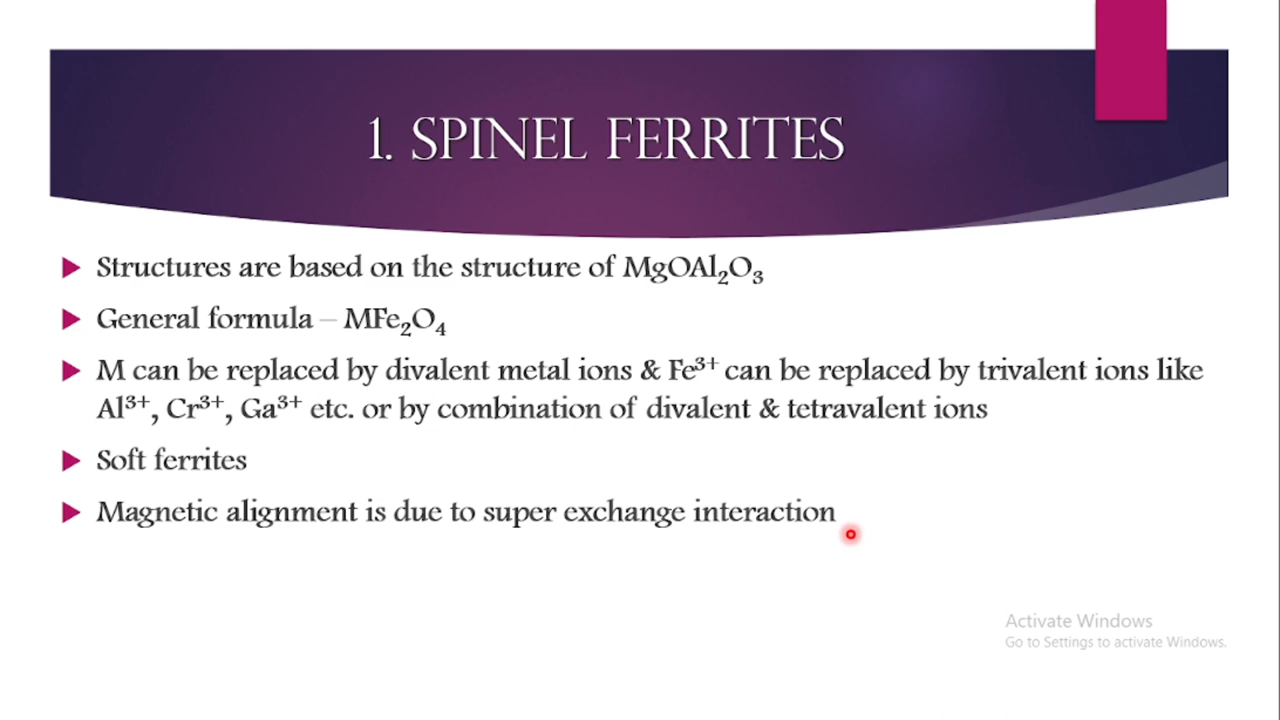 1. SPINEL FERRITES
Structures are based on the structure of MgOAl₂O₃
General formula – MFe₂O₄
M can be replaced by divalent metal ions & Fe³⁺ can be replaced by trivalent ions like
Al³⁺, Cr³⁺, Ga³⁺ etc. or by combination of divalent & tetravalent ions
Soft ferrites
Magnetic alignment is due to super exchange interaction
Activate Windows
Go to Settings to activate Windows.